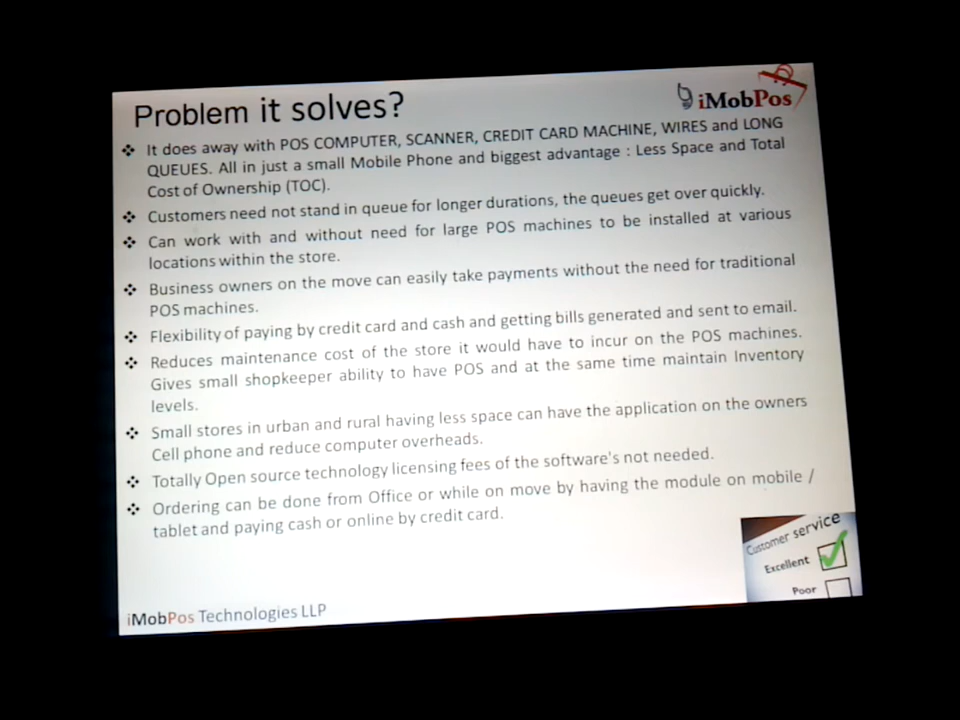 Problem it solves?
iMobPos
It does away with POS COMPUTER, SCANNER, CREDIT CARD MACHINE, WIRES and LONG
QUEUES. All in just a small Mobile Phone and biggest advantage : Less Space and Total
Cost of Ownership (TOC).
Customers need not stand in queue for longer durations, the queues get over quickly.
Can work with and without need for large POS machines to be installed at various
locations within the store.
Business owners on the move can easily take payments without the need for traditional
POS machines.
Flexibility of paying by credit card and cash and getting bills generated and sent to email.
Reduces maintenance cost of the store it would have to incur on the POS machines.
Gives small shopkeeper ability to have POS and at the same time maintain Inventory
levels.
Small stores in urban and rural having less space can have the application on the owners
Cell phone and reduce computer overheads.
Totally Open source technology licensing fees of the software's not needed.
Ordering can be done from Office or while on move by having the module on mobile /
tablet and paying cash or online by credit card.
Customer service
Excellent
Poor
iMobPos Technologies LLP